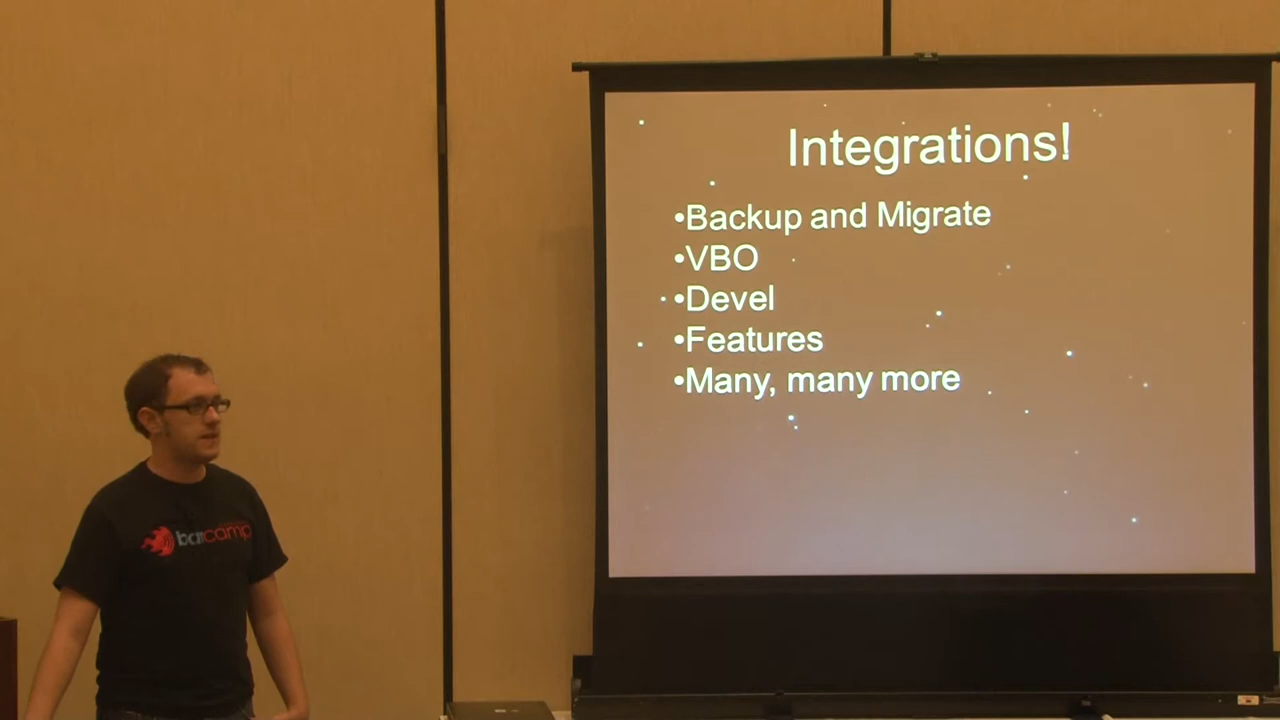 Integrations!
•Backup and Migrate
•VBO
•Devel
•Features
•Many, many more
barcamp